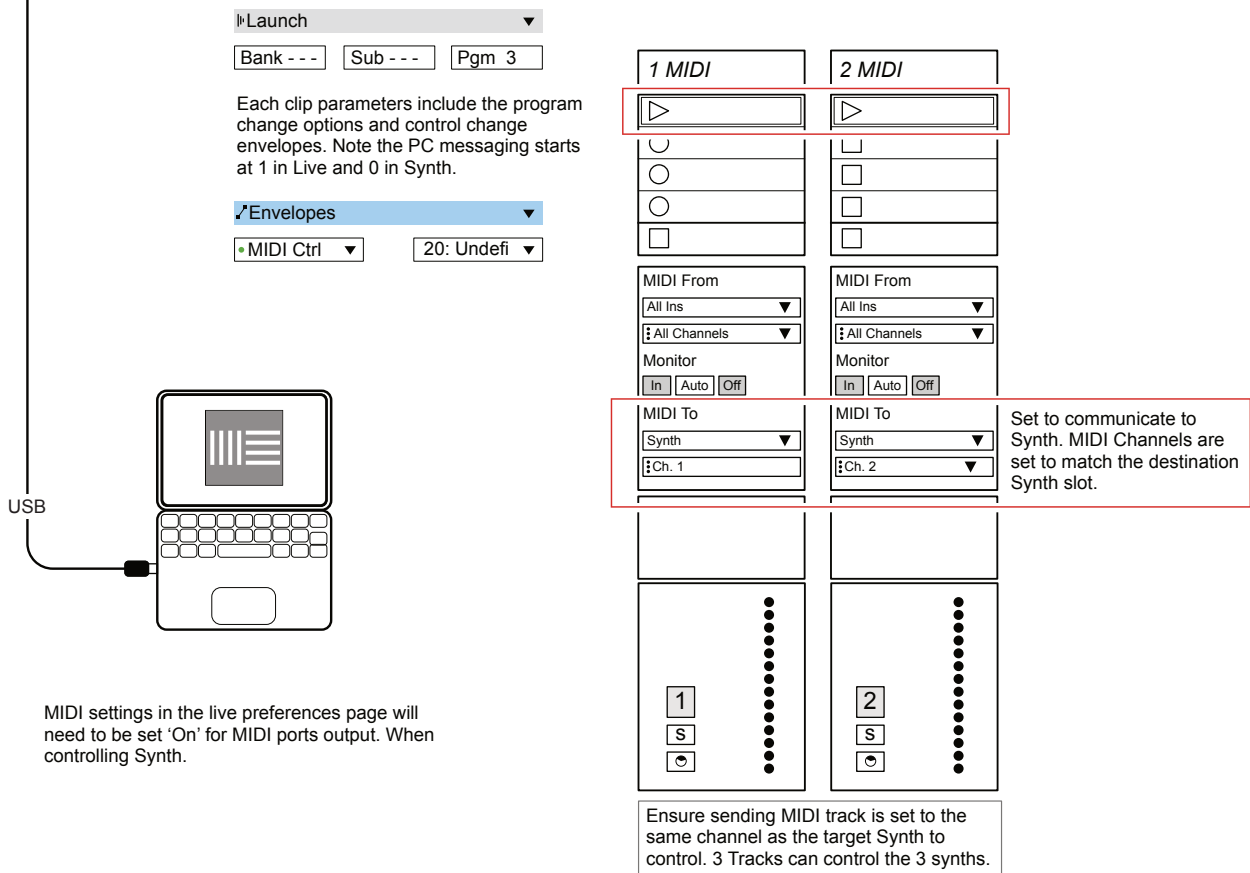 Launch
Bank - - -
Sub - - -
Pgm 3
Each clip parameters include the program
change options and control change
envelopes. Note the PC messaging starts
at 1 in Live and 0 in Synth.
Envelopes
MIDI Ctrl
20: Undefi
USB
MIDI settings in the live preferences page will
need to be set ‘On’ for MIDI ports output. When
controlling Synth.
1 MIDI
MIDI From
All Ins
All Channels
Monitor
In Auto Off
MIDI To
Synth
Ch. 1
1
S
2 MIDI
MIDI From
All Ins
All Channels
Monitor
In Auto Off
MIDI To
Synth
Ch. 2
2
S
Set to communicate to
Synth. MIDI Channels are
set to match the destination
Synth slot.
Ensure sending MIDI track is set to the
same channel as the target Synth to
control. 3 Tracks can control the 3 synths.